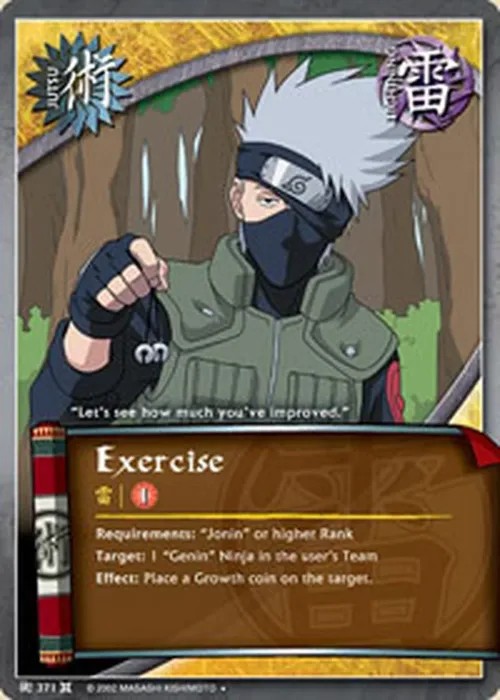 JUTSU
術
LIGHTNING
雷
"Let's see how much you've improved."
Exercise
雷 | 1
Requirements: "Jonin" or higher Rank
Target: 1 "Genin" Ninja in the user's Team
Effect: Place a Growth coin on the target.
371
© 2002 MASASHI KISHIMOTO